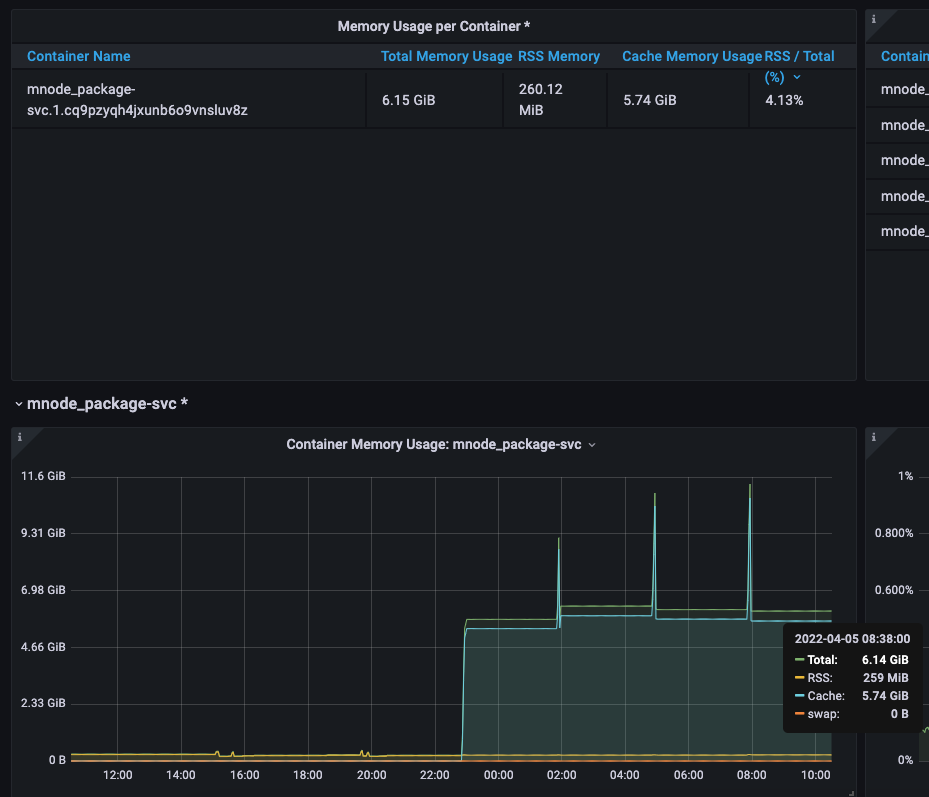 Memory Usage per Container *
Container Name Total Memory Usage RSS Memory Cache Memory Usage RSS / Total (%)
mnode_package-
svc.1.cq9pzyqh4jxunb6o9vnsluv8z
6.15 GiB
260.12
MiB
5.74 GiB
4.13%
i
Contain
mnode_
mnode_
mnode_
mnode_
mnode_
mnode_package-svc *
i
Container Memory Usage: mnode_package-svc
11.6 GiB
9.31 GiB
6.98 GiB
4.66 GiB
2.33 GiB
0 B
12:00 14:00 16:00 18:00 20:00 22:00 00:00 02:00 04:00 06:00 08:00 10:00
2022-04-05 08:38:00
Total: 6.14 GiB
RSS: 259 MiB
Cache: 5.74 GiB
swap: 0 B
i
1%
0.800%
0.600%
0%